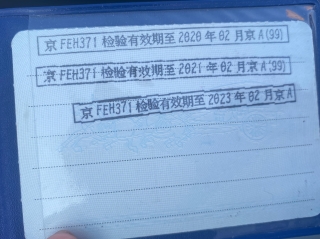 京 FEH371 检验有效期至 2020 年 02 月京 A(99)
京 FEH371 检验有效期至 2021 年 02 月京 A(99)
京 FEH371 检验有效期至 2023 年 02 月京 A